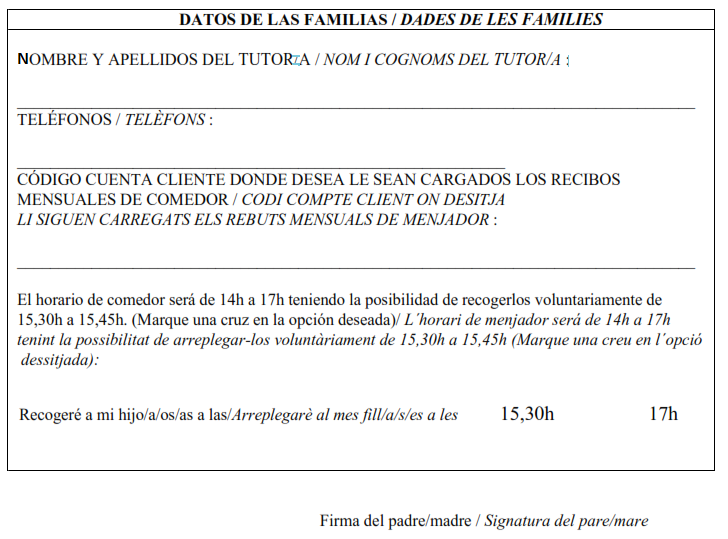 DATOS DE LAS FAMILIAS / DADES DE LES FAMILIES
NOMBRE Y APELLIDOS DEL TUTOR/A / NOM I COGNOMS DEL TUTOR/A :
TELÉFONOS / TELÈFONS :
CÓDIGO CUENTA CLIENTE DONDE DESEA LE SEAN CARGADOS LOS RECIBOS
MENSUALES DE COMEDOR / CODI COMPTE CLIENT ON DESITJA
LI SIGUEN CARREGATS ELS REBUTS MENSUALS DE MENJADOR :
El horario de comedor será de 14h a 17h teniendo la posibilidad de recogerlos voluntariamente de
15,30h a 15,45h. (Marque una cruz en la opción deseada)/ L´horari de menjador será de 14h a 17h
tenint la possibilitat de arreplegar-los voluntàriament de 15,30h a 15,45h (Marque una creu en l´opció
dessitjada):
Recogeré a mi hijo/a/os/as a las/Arreplegarè al mes fill/a/s/es a les 15,30h 17h
Firma del padre/madre / Signatura del pare/mare